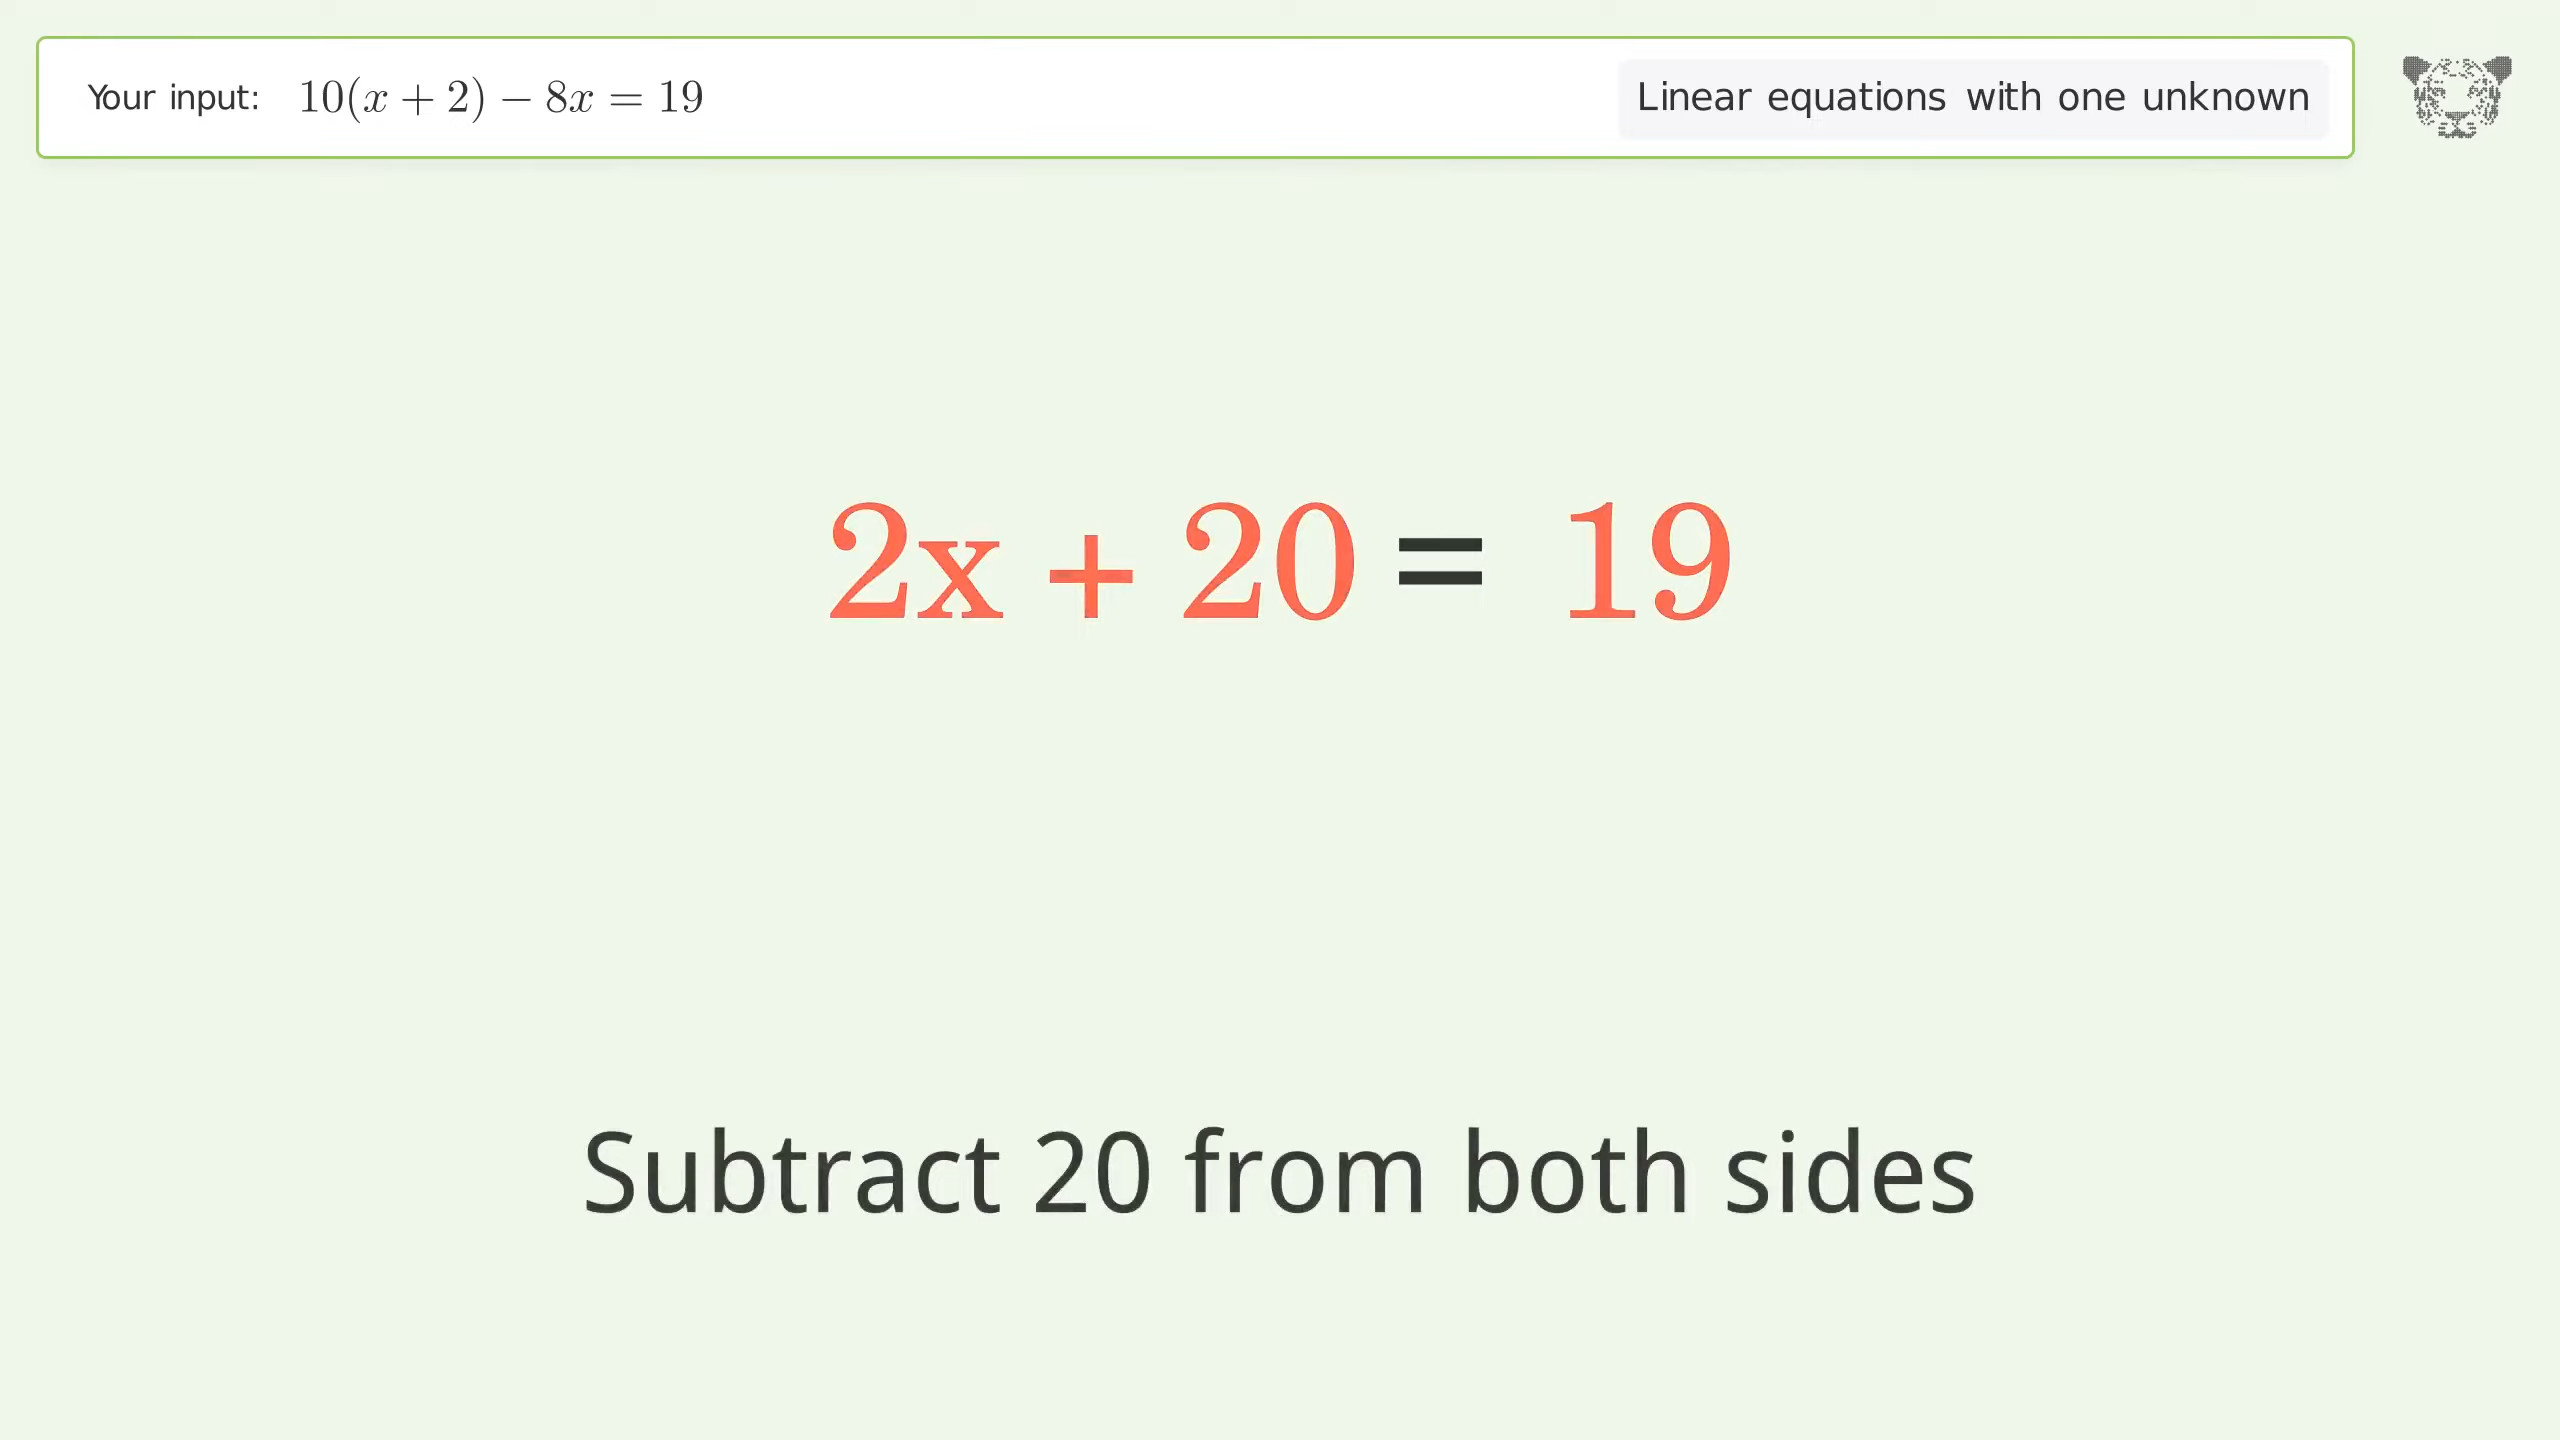 Your input: 10(x + 2) − 8x = 19
Linear equations with one unknown
2x + 20 = 19
Subtract 20 from both sides